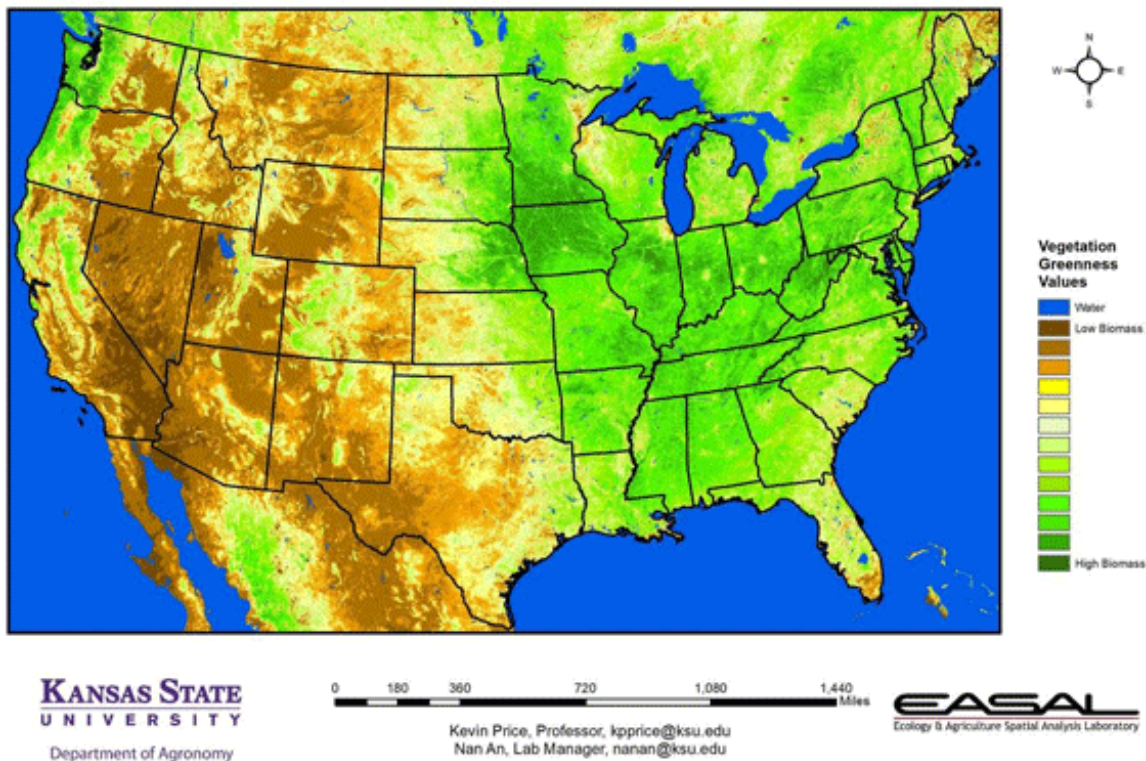 N
W E
S
Vegetation
Greenness
Values
Water
Low Biomass
High Biomass
KANSAS STATE
UNIVERSITY
Department of Agronomy
0 180 360 720 1,080 1,440
Miles
Kevin Price, Professor, kpprice@ksu.edu
Nan An, Lab Manager, nanan@ksu.edu
EASAL
Ecology & Agriculture Spatial Analysis Laboratory